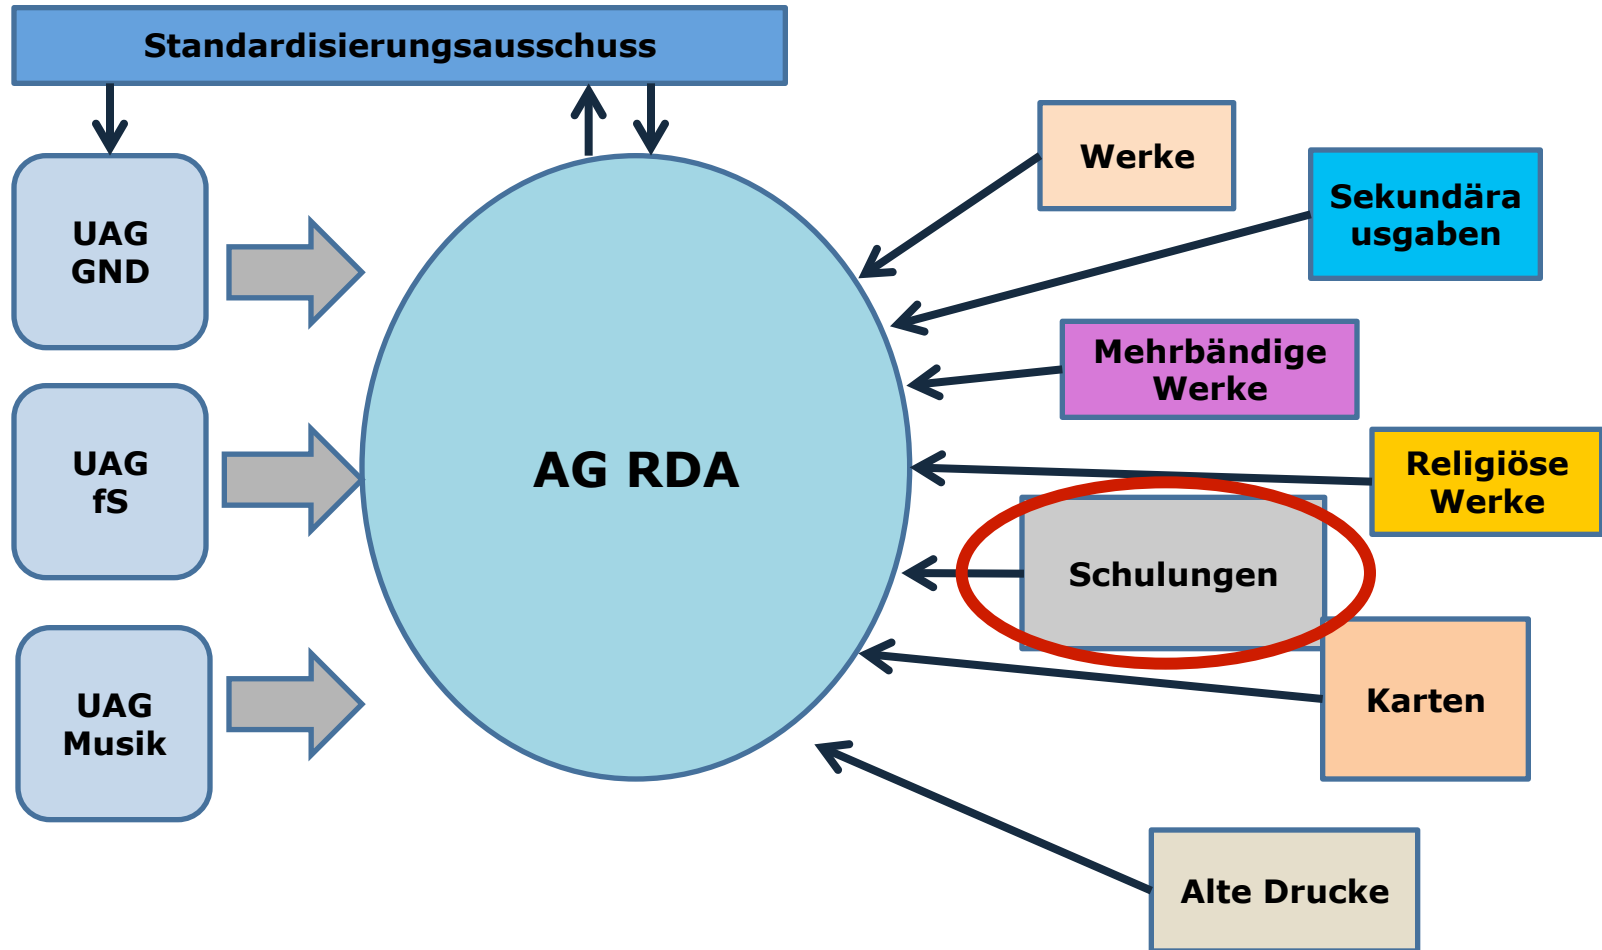 Standardisierungsausschuss
UAG
GND
UAG
fS
UAG
Musik
AG RDA
Werke
Sekundära
usgaben
Mehrbändige
Werke
Religiöse
Werke
Schulungen
Karten
Alte Drucke